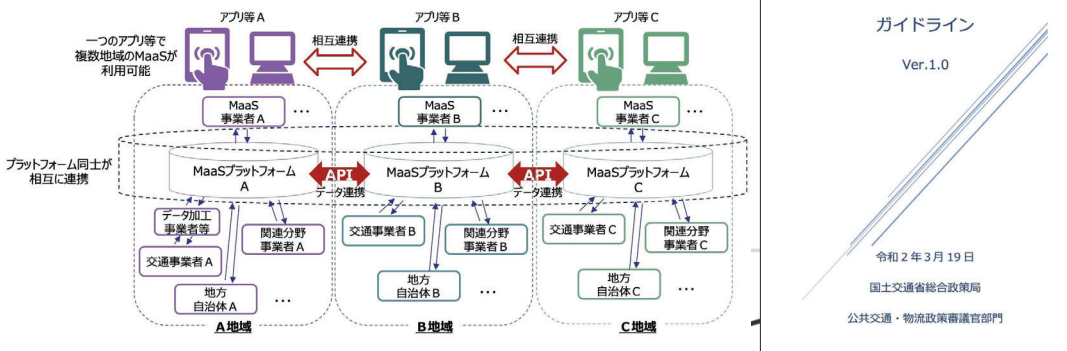 アプリ等A
アプリ等B
アプリ等C
一つのアプリ等で
複数地域のMaaSが
利用可能
相互連携
相互連携
MaaS
事業者A
…
MaaS
事業者B
…
MaaS
事業者C
…
プラットフォーム同士が
相互に連携
MaaSプラットフォーム
A
API
データ連携
MaaSプラットフォーム
B
API
データ連携
MaaSプラットフォーム
C
データ加工
事業者等
交通事業者A
関連分野
事業者A
地方
自治体A
…
A地域
交通事業者B
関連分野
事業者B
地方
自治体B
…
B地域
交通事業者C
関連分野
事業者C
地方
自治体C
…
C地域
ガイドライン
Ver.1.0
令和2年3月19日
国土交通省総合政策局
公共交通・物流政策審議官部門